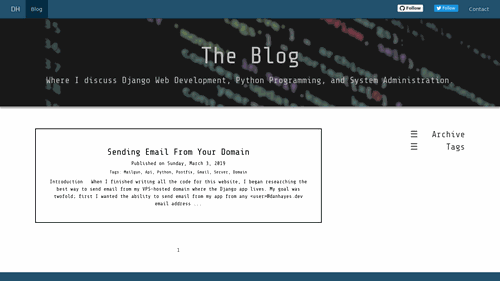 DH Blog Follow Follow Contact
The Blog
Where I discuss Django Web Development, Python Programming, and System Administration.
Sending Email From Your Domain
Published on Sunday, March 3, 2019
Tags: Mailgun, Api, Python, Postfix, Gmail, Server, Domain
Introduction When I finished writing all the code for this website, I began researching the
best way to send email from my VPS-hosted domain where the Django app lives. My goal was
twofold, first I wanted the ability to send email from my app from any <user>@danhayes.dev
email address ...
Archive
Tags
1